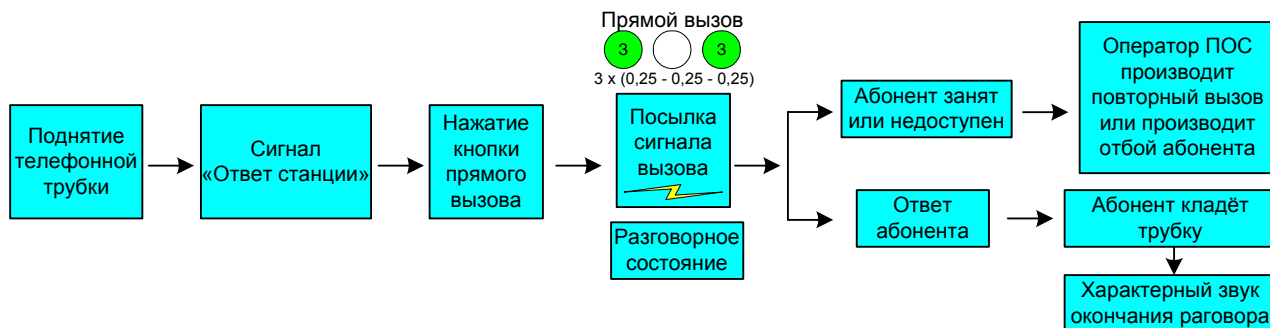 Прямой вызов
3
3
3 x (0,25 - 0,25 - 0,25)
Поднятие
телефонной
трубки
Сигнал
«Ответ станции»
Нажатие
кнопки
прямого
вызова
Посылка
сигнала
вызова
Разговорное
состояние
Абонент занят
или недоступен
Оператор ПОС
производит
повторный вызов
или производит
отбой абонента
Ответ
абонента
Абонент кладёт
трубку
Характерный звук
окончания раговора